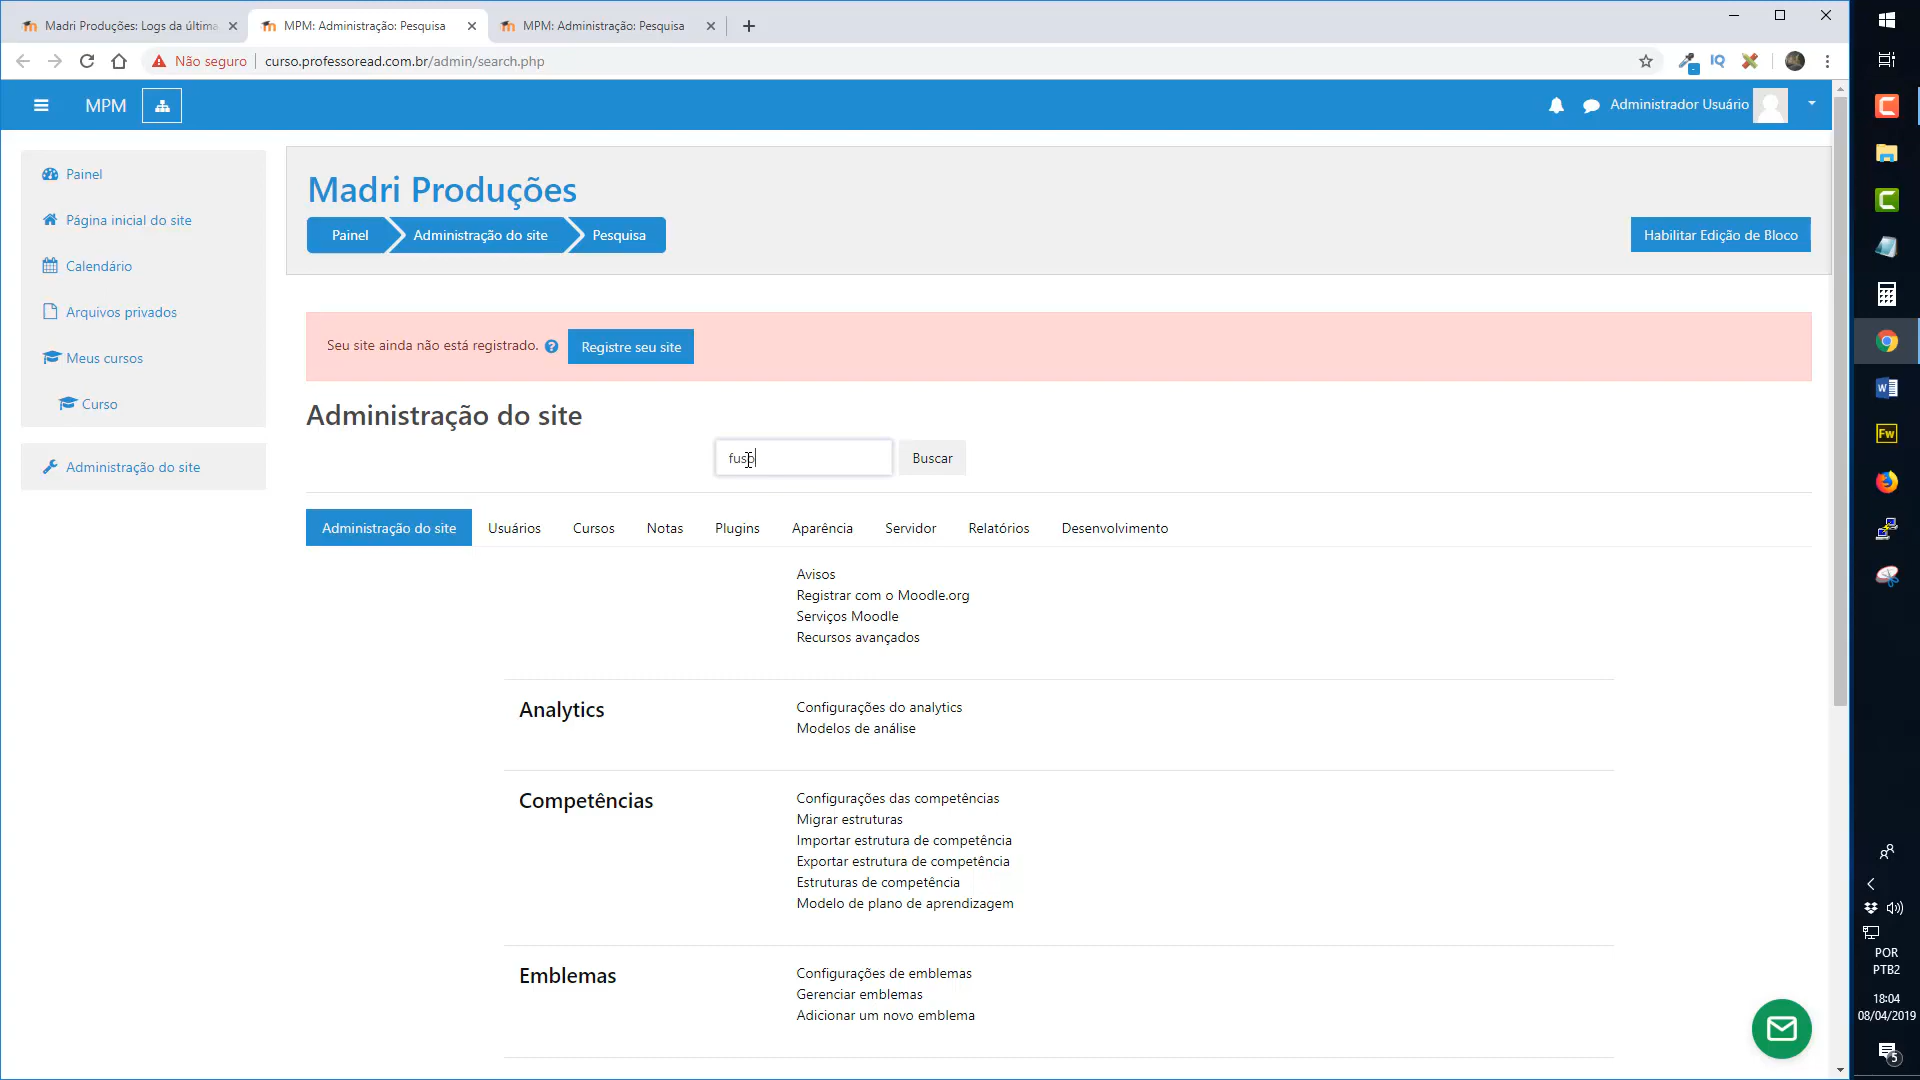 Madri Produções: Logs da última
MPM: Administração: Pesquisa
MPM: Administração: Pesquisa
Não seguro
curso.professoread.com.br/admin/search.php
IQ
MPM
Administrador Usuário
Painel
Página inicial do site
Calendário
Arquivos privados
Meus cursos
Curso
Administração do site
Madri Produções
Painel
Administração do site
Pesquisa
Habilitar Edição de Bloco
Seu site ainda não está registrado.
Registre seu site
Administração do site
fuso
Buscar
Administração do site
Usuários
Cursos
Notas
Plugins
Aparência
Servidor
Relatórios
Desenvolvimento
Avisos
Registrar com o Moodle.org
Serviços Moodle
Recursos avançados
Analytics
Configurações do analytics
Modelos de análise
Competências
Configurações das competências
Migrar estruturas
Importar estrutura de competência
Exportar estrutura de competência
Estruturas de competência
Modelo de plano de aprendizagem
Emblemas
Configurações de emblemas
Gerenciar emblemas
Adicionar um novo emblema
Fw
POR
PTB2
18:04
08/04/2019
5